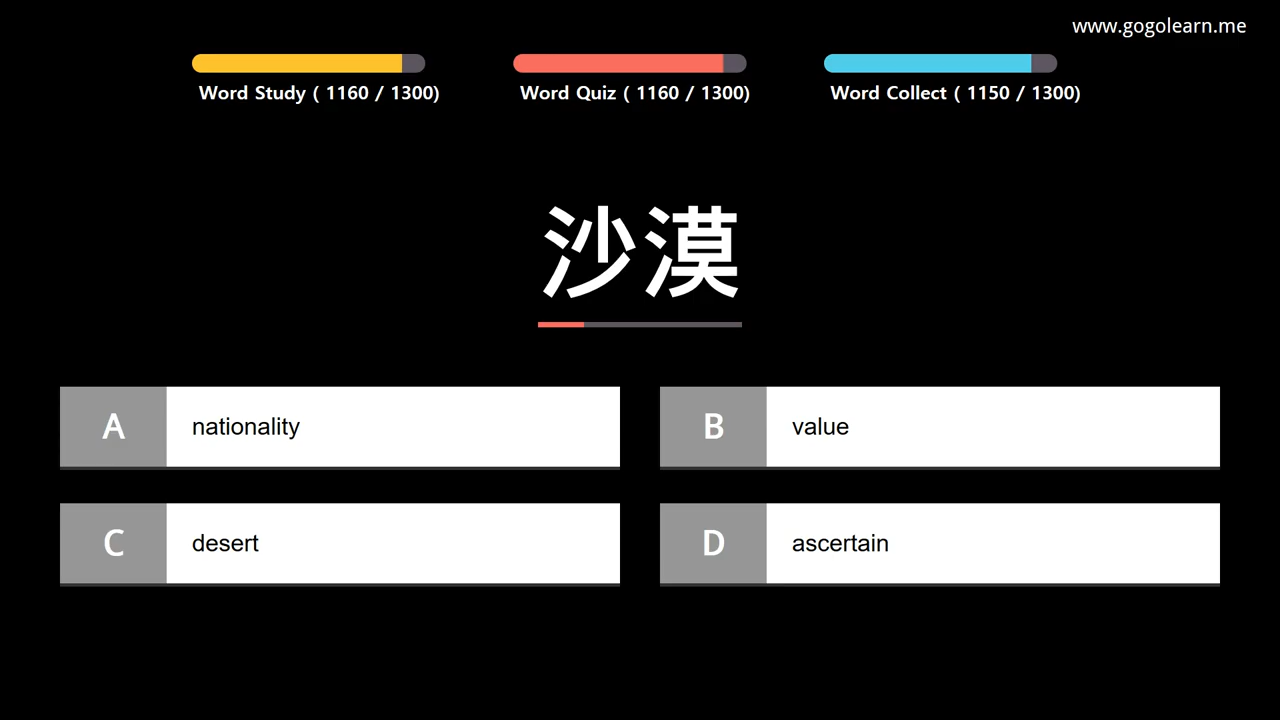 www.gogolearn.me
Word Study ( 1160 / 1300)
Word Quiz ( 1160 / 1300)
Word Collect ( 1150 / 1300)
沙漠
A nationality
B value
C desert
D ascertain